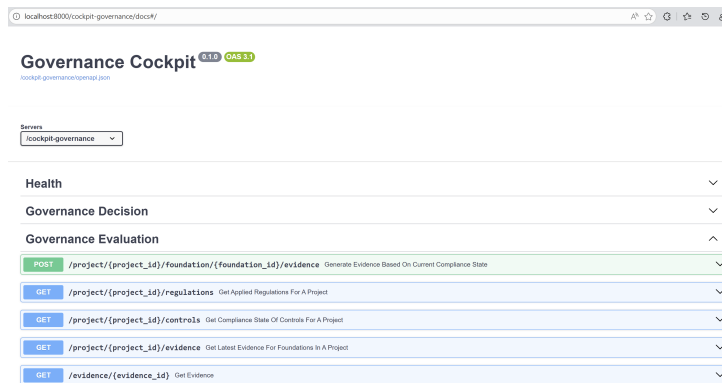 localhost:8000/cockpit-governance/docs#/
Governance Cockpit 0.1.0 OAS 3.1
/cockpit-governance/openapi.json
Servers
/cockpit-governance
Health
Governance Decision
Governance Evaluation
POST /project/{project_id}/foundation/{foundation_id}/evidence Generate Evidence Based On Current Compliance State
GET /project/{project_id}/regulations Get Applied Regulations For A Project
GET /project/{project_id}/controls Get Compliance State Of Controls For A Project
GET /project/{project_id}/evidence Get Latest Evidence For Foundations In A Project
GET /evidence/{evidence_id} Get Evidence